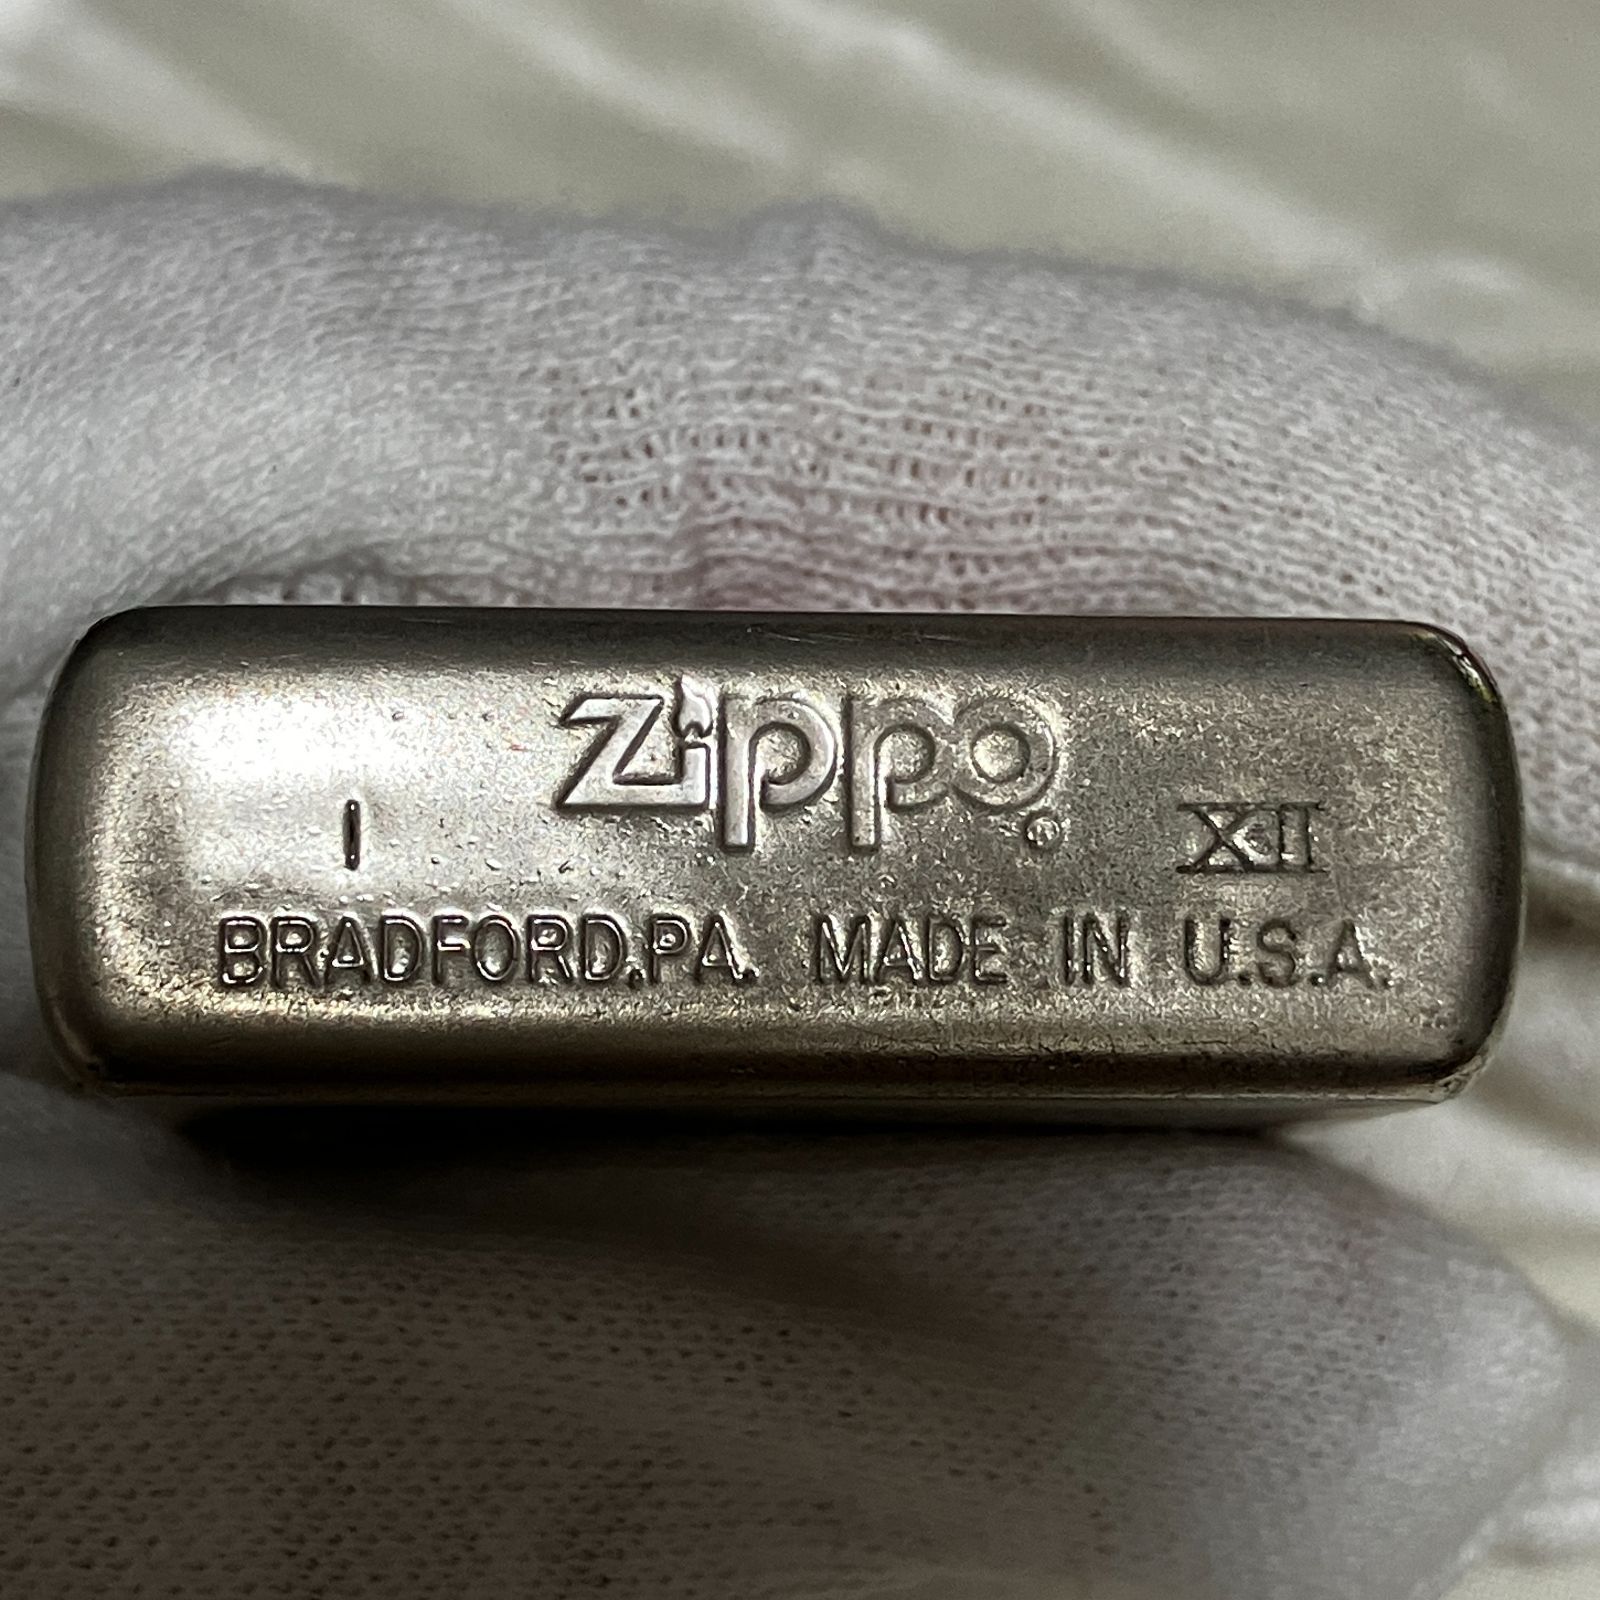 Zippo®
I XII
BRADFORD,PA. MADE IN U.S.A.